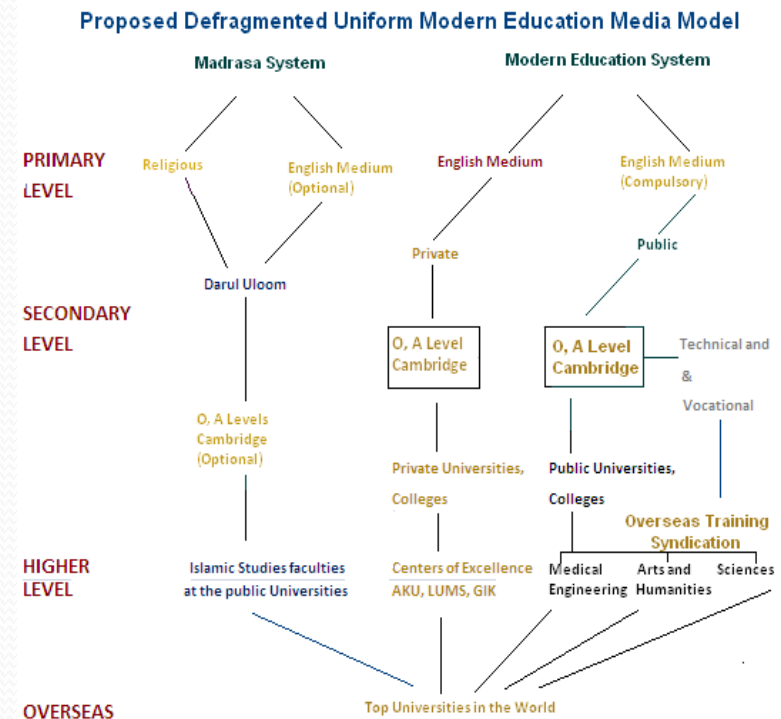 Proposed Defragmented Uniform Modern Education Media Model
Madrasa System
Modern Education System
PRIMARY
LEVEL
Religious
English Medium
(Optional)
English Medium
English Medium
(Compulsory)
Private
Public
Darul Uloom
SECONDARY
LEVEL
O, A Level
Cambridge
O, A Level
Cambridge
Technical and
&
Vocational
O, A Levels
Cambridge
(Optional)
Private Universities,
Colleges
Public Universities,
Colleges
Overseas Training
Syndication
HIGHER
LEVEL
Islamic Studies faculties
at the public Universities
Centers of Excellence
AKU, LUMS, GIK
Medical
Engineering
Arts and
Humanities
Sciences
OVERSEAS
Top Universities in the World